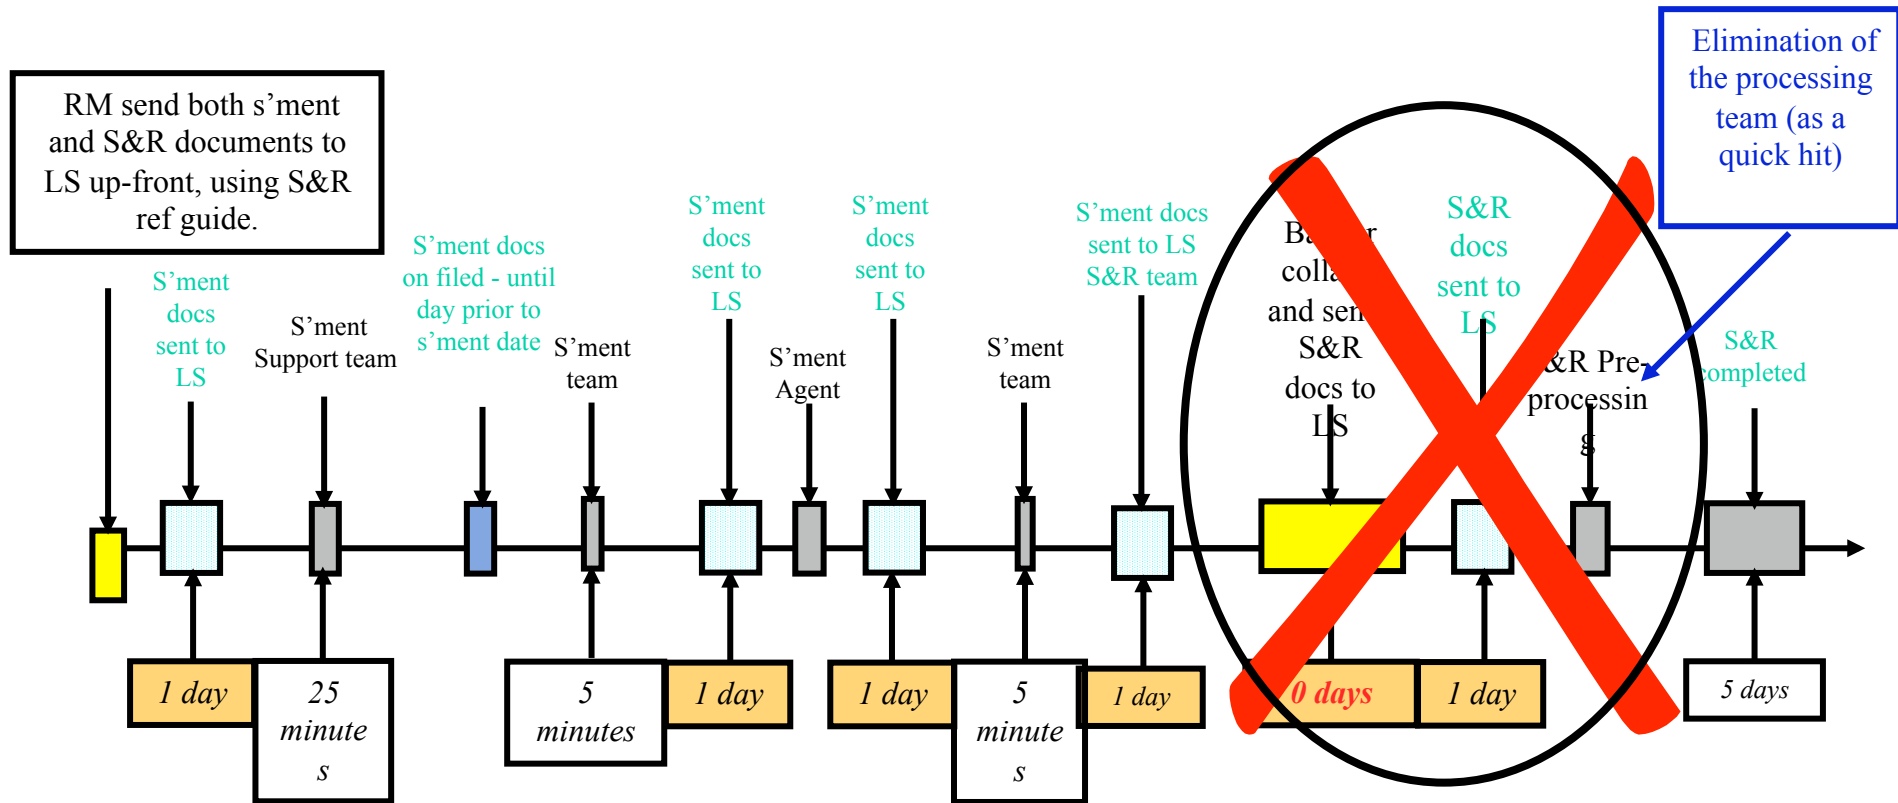 RM send both s’ment
and S&R documents to
LS up-front, using S&R
ref guide.
S’ment
docs
sent to
LS
S’ment
Support team
S’ment docs
on filed - until
day prior to
s’ment date
S’ment
team
S’ment
docs
sent to
LS
S’ment
Agent
S’ment
docs
sent to
LS
S’ment
team
S’ment docs
sent to LS
S&R team
and
S&R
docs to
LS
S&R
docs
sent to
LS
Pre-
processin
g
Elimination of
the processing
team (as a
quick hit)
S&R
completed
1 day
25
minute
s
5
minutes
1 day
1 day
5
minute
s
1 day
0 days
1 day
5 days